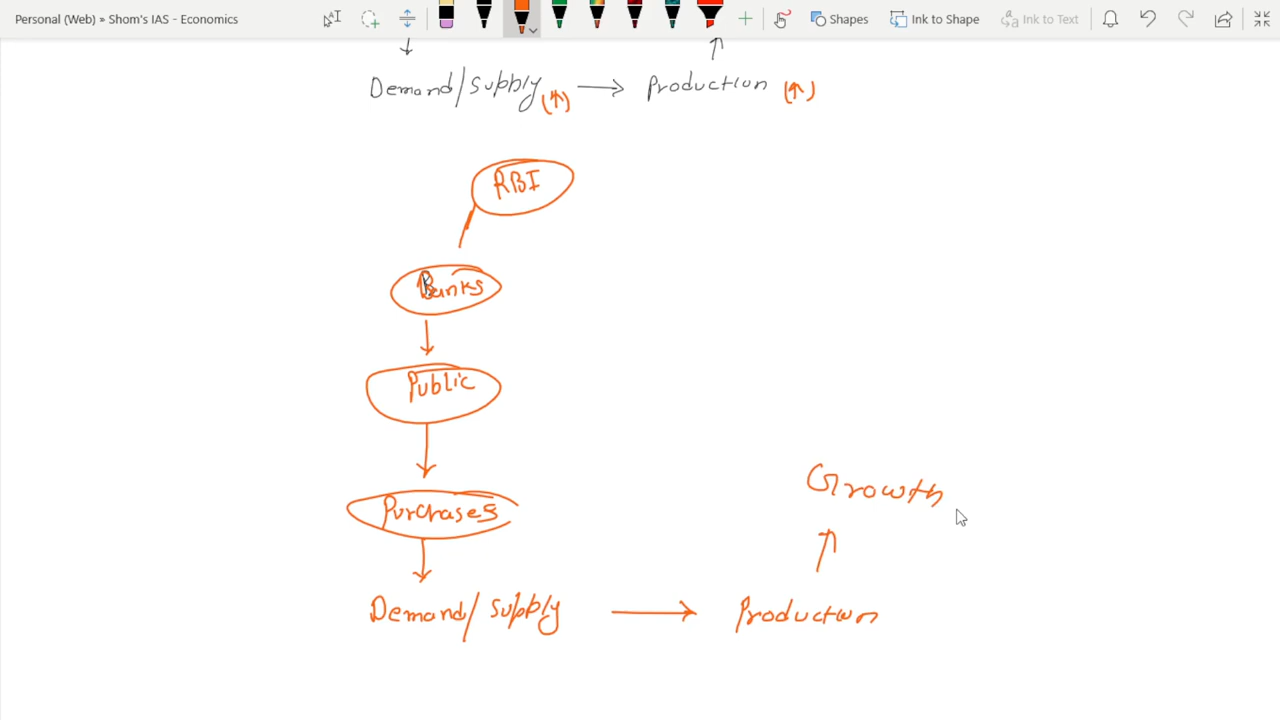 Personal (Web) » Shom's IAS - Economics
Shapes
Ink to Shape
Ink to Text
Demand/Supply (↑) → Production (↑)
RBI
Banks
Public
Purchases
Growth
Demand/Supply → Production